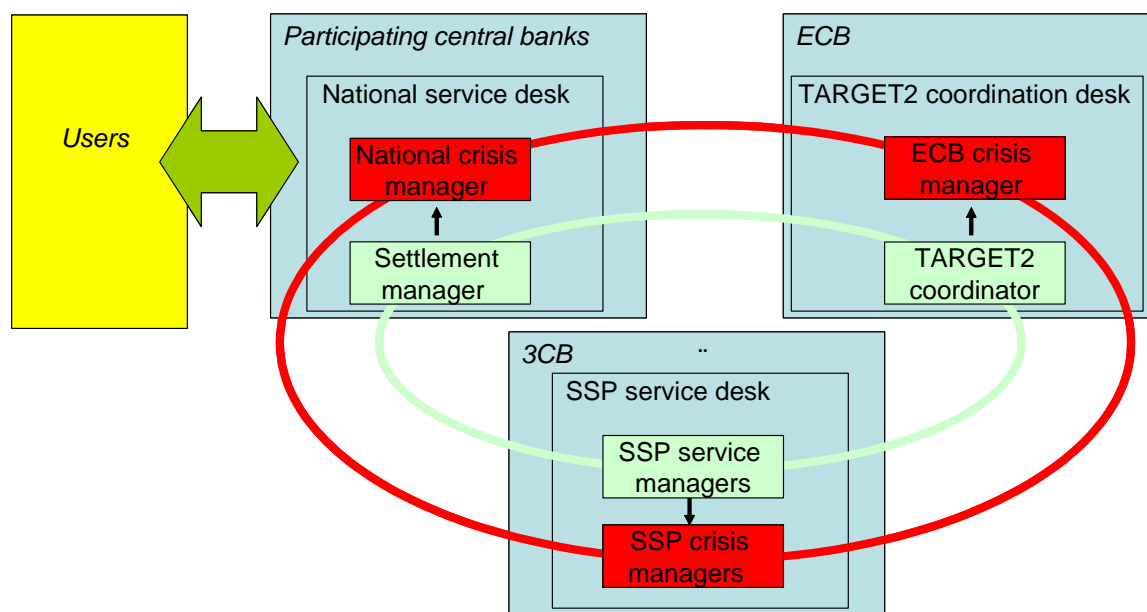 Participating central banks
ECB
National service desk
TARGET2 coordination desk
Users
National crisis
manager
ECB crisis
manager
Settlement
manager
TARGET2
coordinator
3CB
¨
SSP service desk
SSP service
managers
SSP crisis
managers